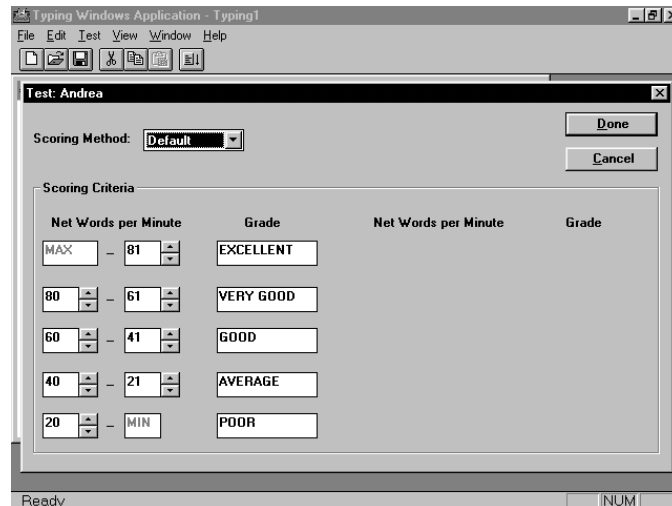 Typing Windows Application - Typing1
File Edit Test View Window Help
Test: Andrea
Done
Scoring Method: Default
Cancel
Scoring Criteria
Net Words per Minute Grade Net Words per Minute Grade
MAX - 81 EXCELLENT
80 - 61 VERY GOOD
60 - 41 GOOD
40 - 21 AVERAGE
20 - MIN POOR
Ready NUM